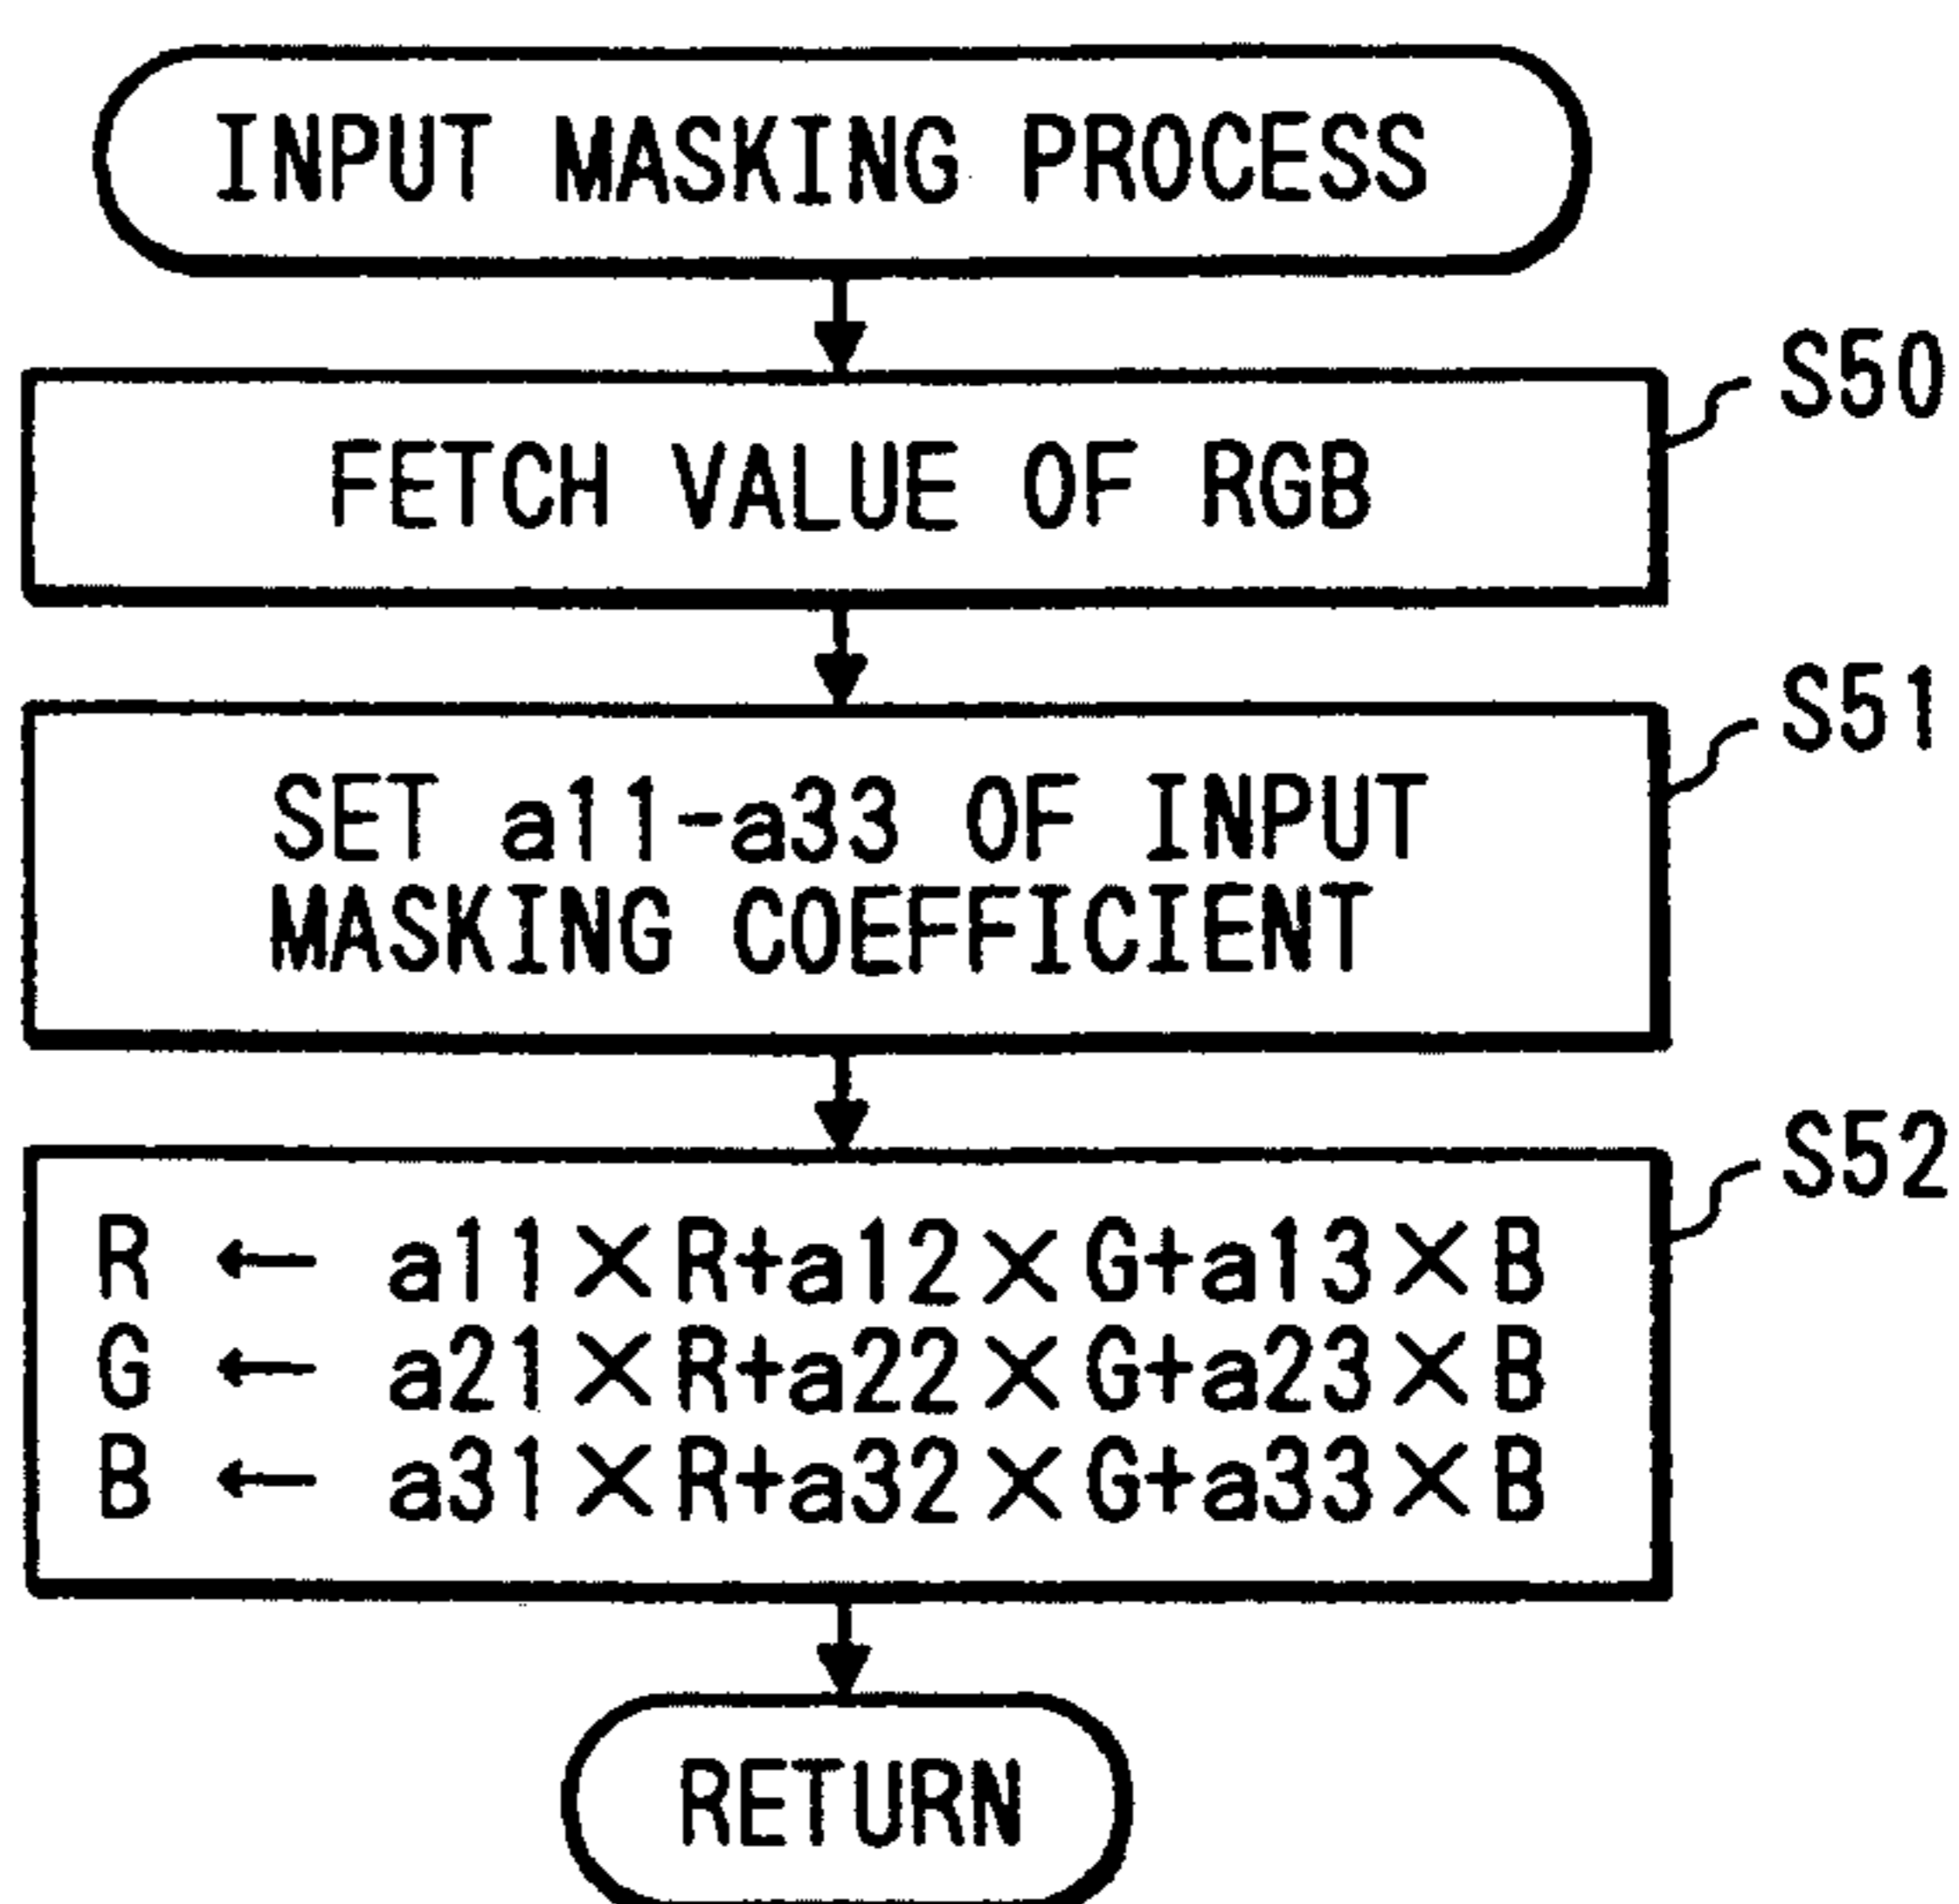 INPUT MASKING PROCESS
S50
FETCH VALUE OF RGB
S51
SET a11-a33 OF INPUT
MASKING COEFFICIENT
S52
R ← a11×R+a12×G+a13×B
G ← a21×R+a22×G+a23×B
B ← a31×R+a32×G+a33×B
RETURN